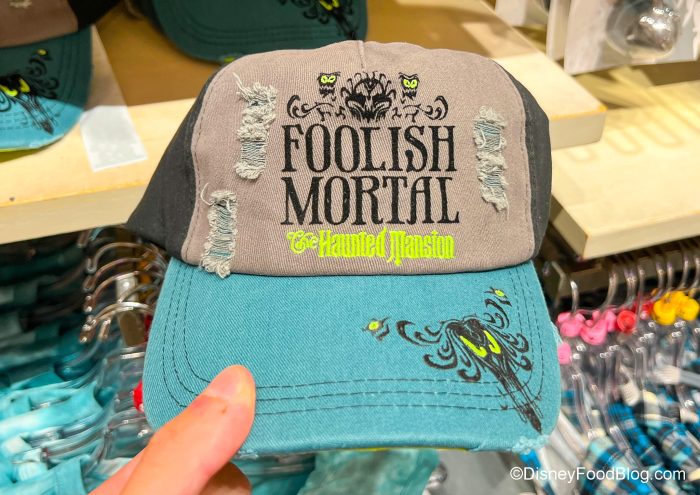 FOOLISH
MORTAL
The Haunted Mansion
©DisneyFoodBlog.com